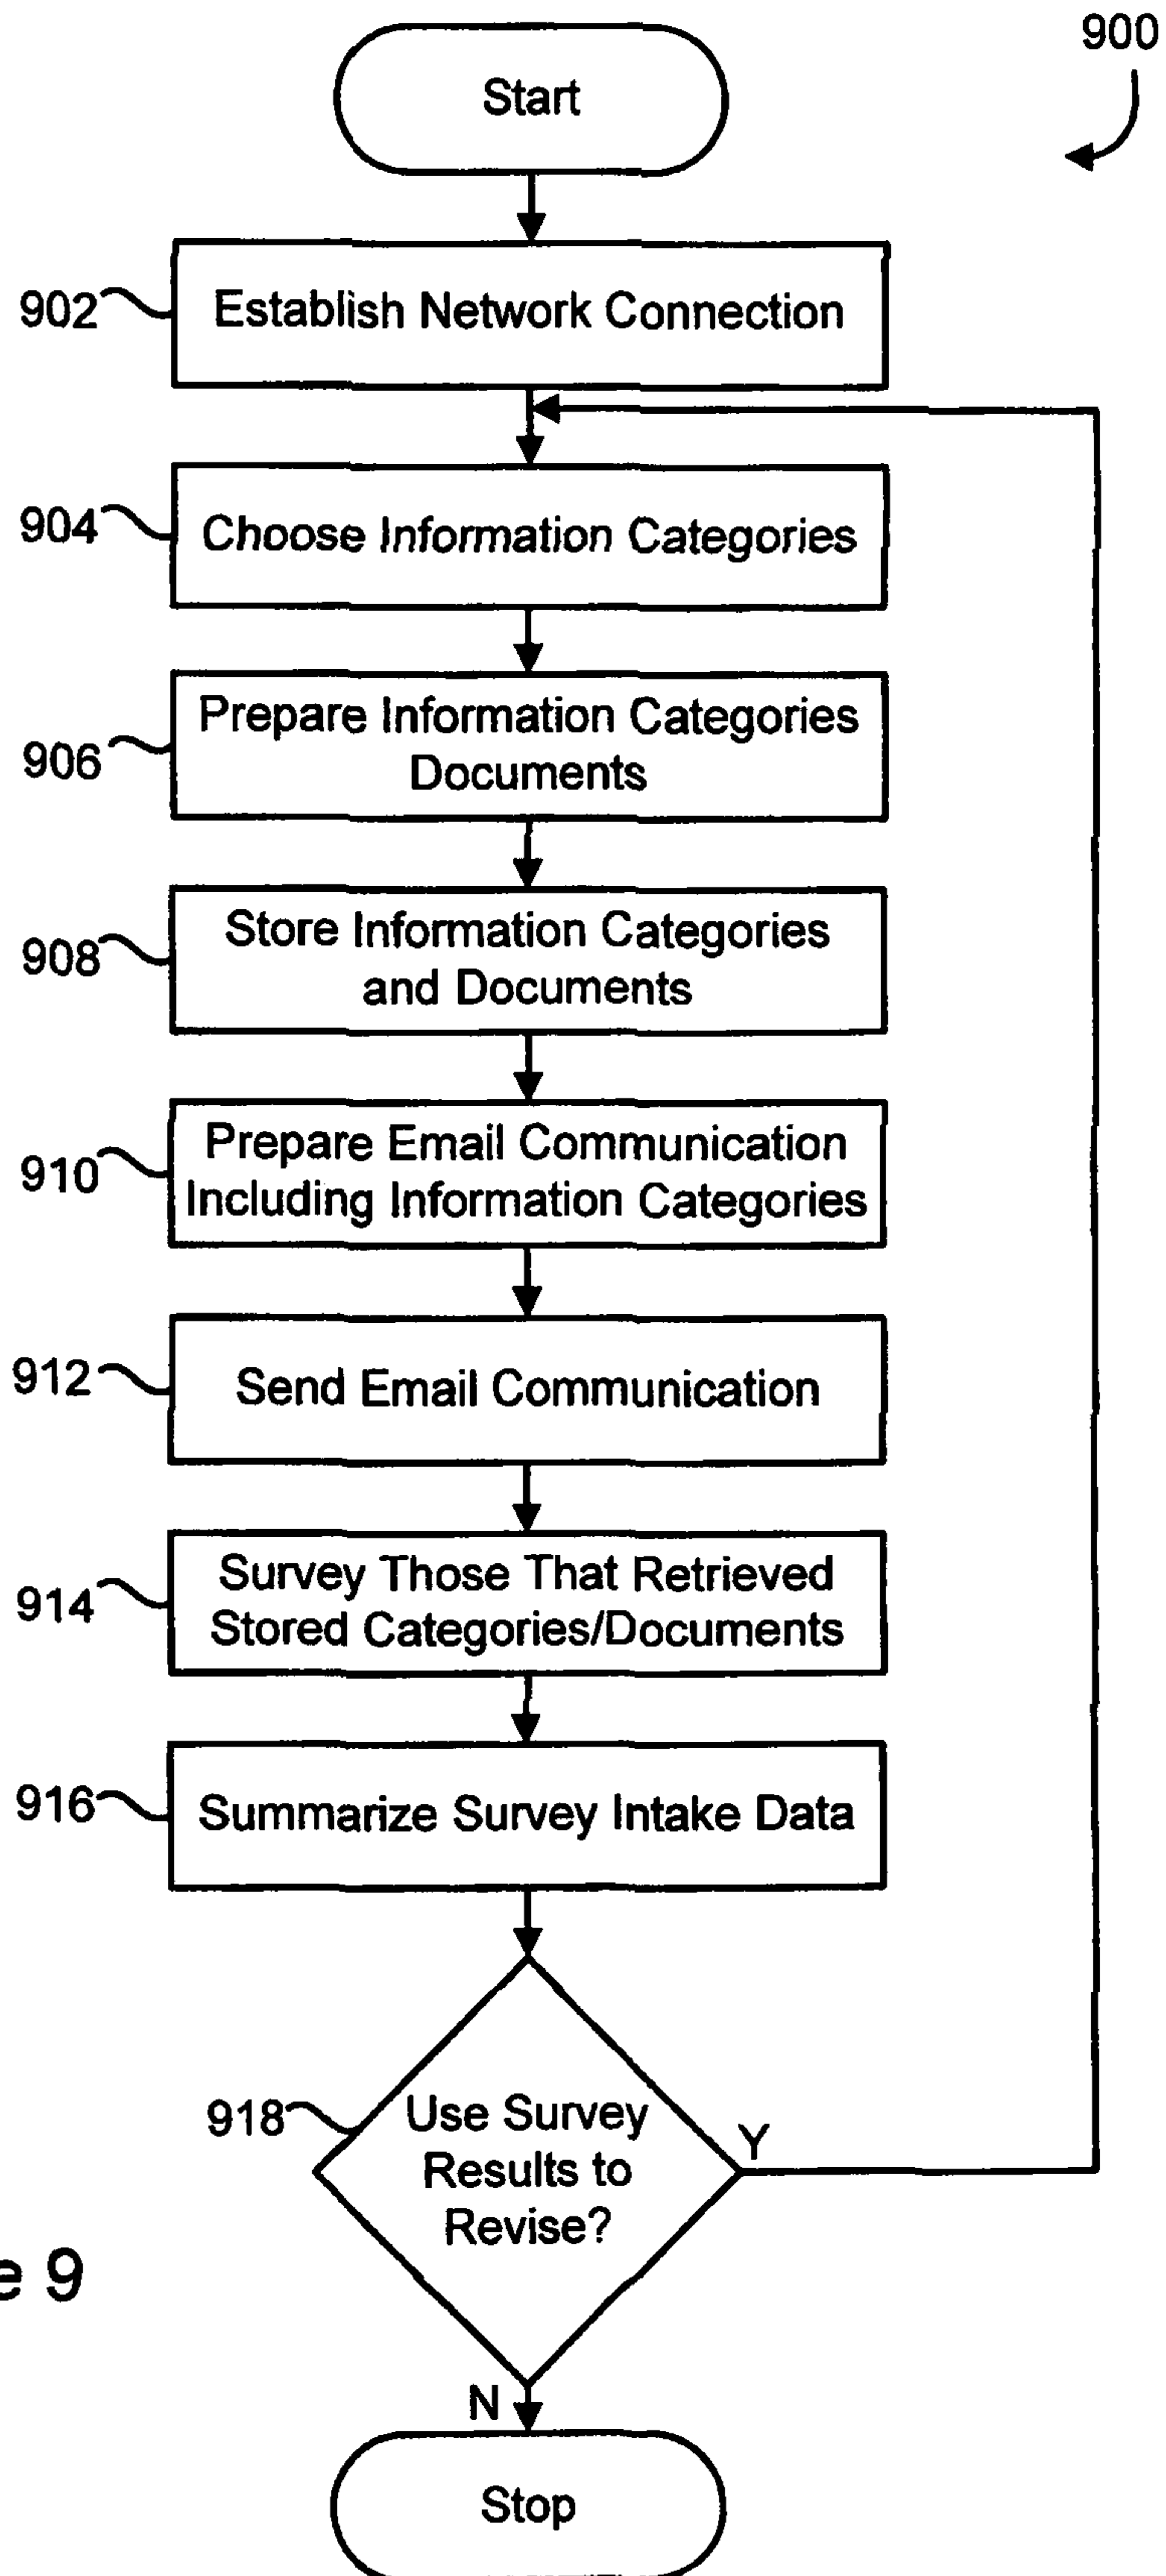 900
Start
902
Establish Network Connection
904
Choose Information Categories
906
Prepare Information Categories
Documents
908
Store Information Categories
and Documents
910
Prepare Email Communication
Including Information Categories
912
Send Email Communication
914
Survey Those That Retrieved
Stored Categories/Documents
916
Summarize Survey Intake Data
918
Use Survey
Results to
Revise?
Y
e 9
N
Stop